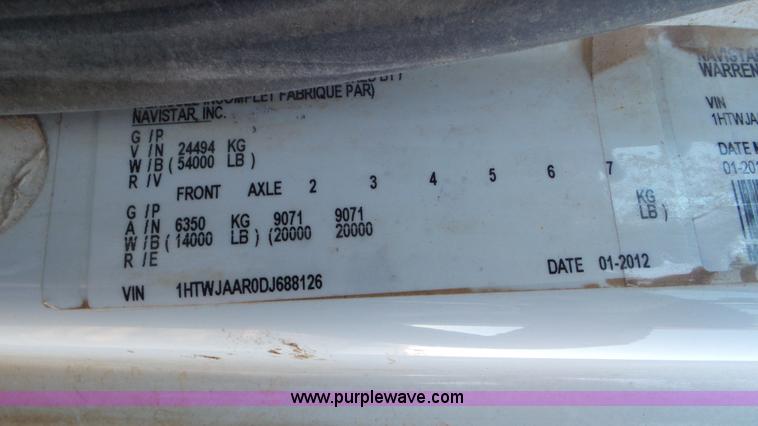 INCOMPLET FABRIQUE PAR)
NAVISTAR, INC.
G /P
V /N 24494 KG
W /B ( 54000 LB )
R /V
FRONT AXLE 2 3 4 5 6 7
G /P
A /N 6350 KG 9071 9071 KG
W /B ( 14000 LB ) (20000 20000 LB )
R /E
VIN 1HTWJAAR0DJ688126 DATE 01-2012
NAVISTAR
WARREN
VIN
1HTWJA
DATE M
01-201
www.purplewave.com